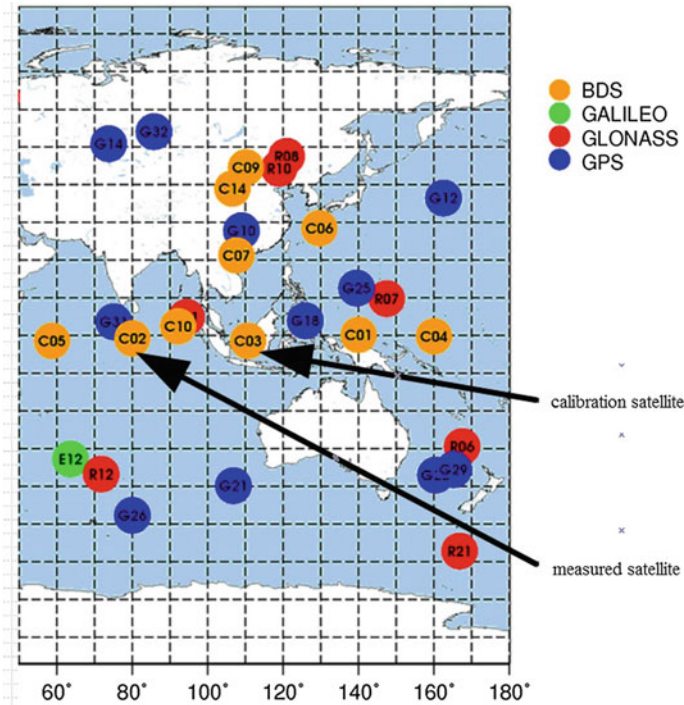 BDS
GALILEO
GLONASS
GPS
G32
G14
R08
C09
R10
C14
G12
C06
G10
C07
G25
R07
G18
C10
C01
C04
C02
C05
C03
calibration satellite
R06
E12
G29
R12
G21
G26
R21
measured satellite
60° 80° 100° 120° 140° 160° 180°